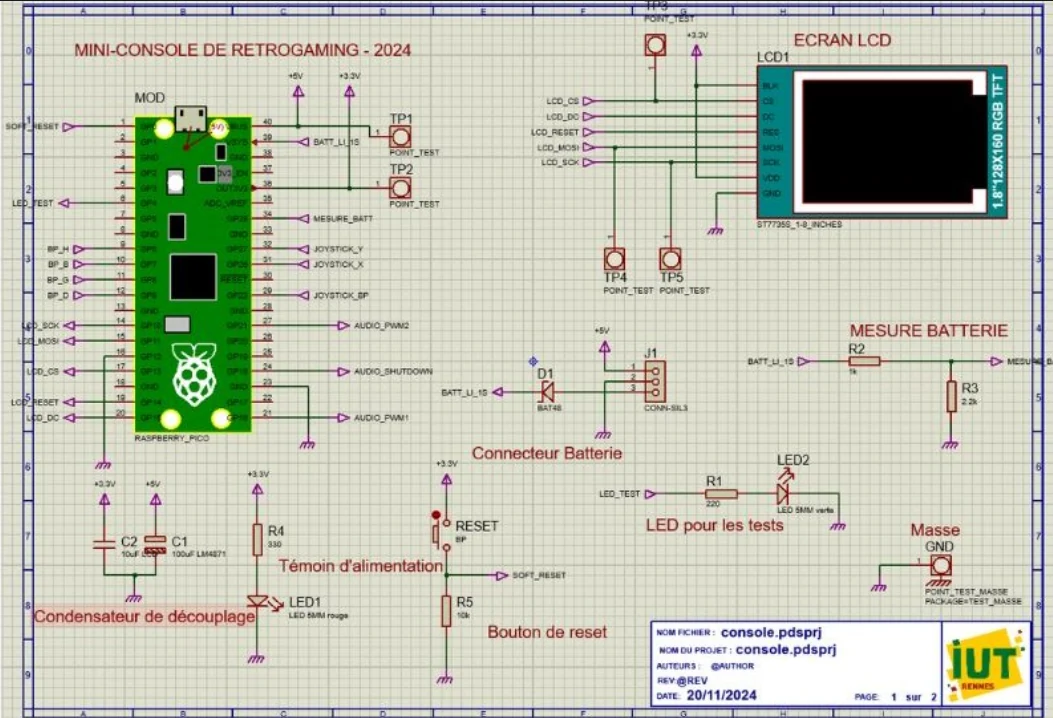 MINI-CONSOLE DE RETROGAMING - 2024
TP3
POINT_TEST
+3.3V
ECRAN LCD
LCD1
BLK
CS
DC
RES
MOSI
SCK
VDD
GND
1.8"128X160 RGB TFT
ST7735S_1-8_INCHES
LCD_CS
LCD_DC
LCD_RESET
LCD_MOSI
LCD_SCK
TP4
POINT_TEST
TP5
POINT_TEST
MOD
+5V
+3.3V
TP1
POINT_TEST
TP2
POINT_TEST
SOFT_RESET
LED_TEST
BP_H
BP_B
BP_G
BP_D
LCD_SCK
LCD_MOSI
LCD_CS
LCD_RESET
LCD_DC
BATT_LI_1S
MESURE_BATT
JOYSTICK_Y
JOYSTICK_X
JOYSTICK_BP
AUDIO_PWM2
AUDIO_SHUTDOWN
AUDIO_PWM1
RASPBERRY_PICO
+5V
J1
1
2
3
CONN-SIL3
D1
BAT46
BATT_LI_1S
Connecteur Batterie
MESURE BATTERIE
BATT_LI_1S
R2
1k
R3
2.2k
+3.3V
+5V
C2
C1
100uF LM4871
Condensateur de découplage
+3.3V
R4
330
LED1
LED 5MM rouge
Témoin d'alimentation
+3.3V
RESET
BP
SOFT_RESET
R5
10k
Bouton de reset
LED_TEST
R1
220
LED2
LED 5MM verte
LED pour les tests
Masse
GND
1
POINT_TEST_MASSE
PACKAGE=TEST_MASSE
NOM FICHIER : console.pdsprj
NOM DU PROJET : console.pdsprj
AUTEURS : @AUTHOR
REV:@REV
DATE: 20/11/2024
PAGE: 1 sur 2
IUT
RENNES